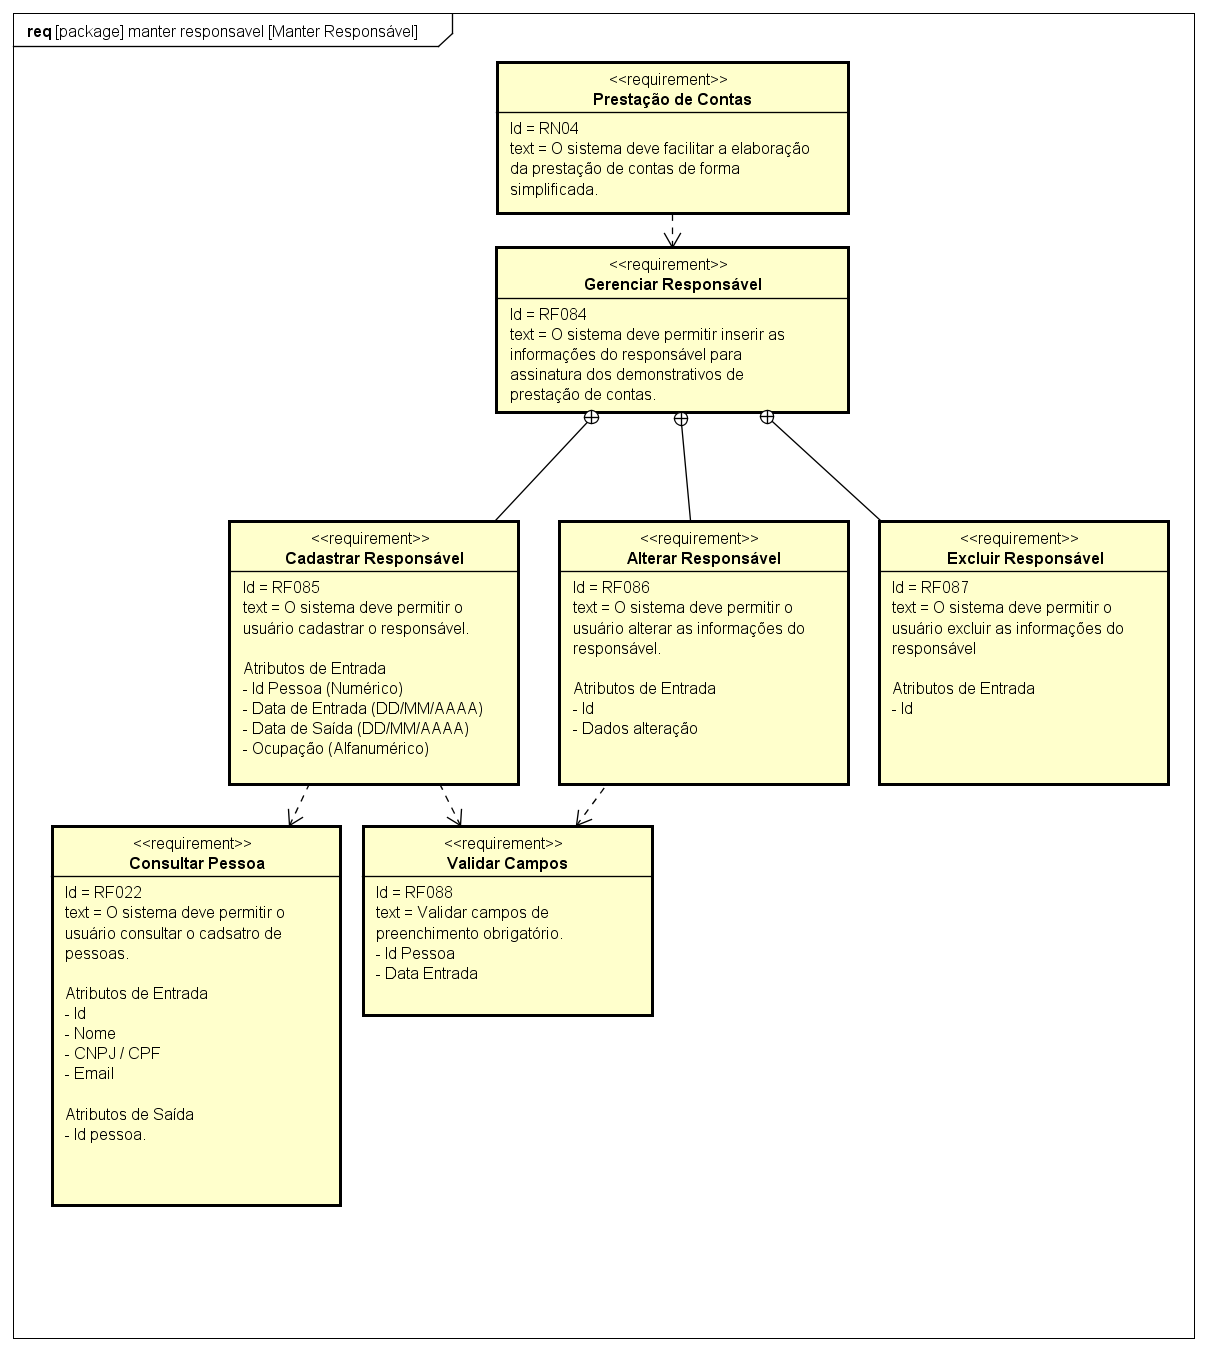 req [package] manter responsavel [Manter Responsável]
<<requirement>>
Prestação de Contas
Id = RN04
text = O sistema deve facilitar a elaboração
da prestação de contas de forma
simplificada.
<<requirement>>
Gerenciar Responsável
Id = RF084
text = O sistema deve permitir inserir as
informações do responsável para
assinatura dos demonstrativos de
prestação de contas.
<<requirement>>
Cadastrar Responsável
Id = RF085
text = O sistema deve permitir o
usuário cadastrar o responsável.
Atributos de Entrada
- Id Pessoa (Numérico)
- Data de Entrada (DD/MM/AAAA)
- Data de Saída (DD/MM/AAAA)
- Ocupação (Alfanumérico)
<<requirement>>
Alterar Responsável
Id = RF086
text = O sistema deve permitir o
usuário alterar as informações do
responsável.
Atributos de Entrada
- Id
- Dados alteração
<<requirement>>
Excluir Responsável
Id = RF087
text = O sistema deve permitir o
usuário excluir as informações do
responsável
Atributos de Entrada
- Id
<<requirement>>
Consultar Pessoa
Id = RF022
text = O sistema deve permitir o
usuário consultar o cadsatro de
pessoas.
Atributos de Entrada
- Id
- Nome
- CNPJ / CPF
- Email
Atributos de Saída
- Id pessoa.
<<requirement>>
Validar Campos
Id = RF088
text = Validar campos de
preenchimento obrigatório.
- Id Pessoa
- Data Entrada